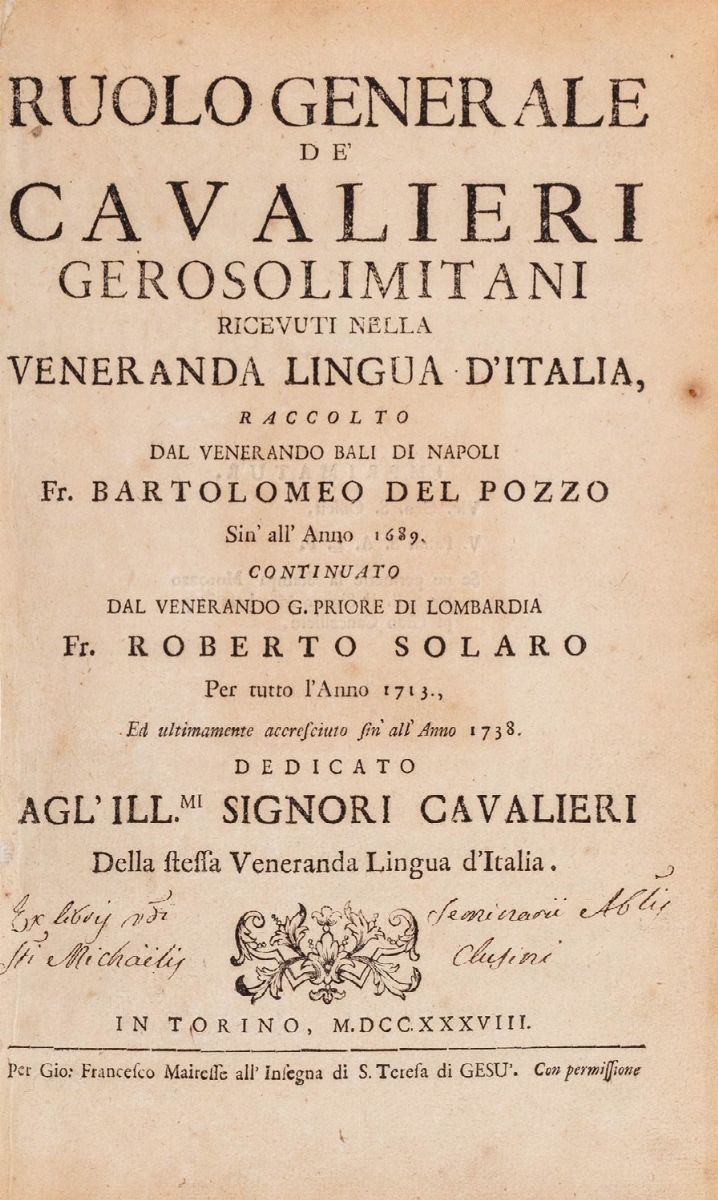 RUOLO GENERALE
DE'
CAVALIERI
GEROSOLIMITANI
RICEVUTI NELLA
VENERANDA LINGUA D'ITALIA,
RACCOLTO
DAL VENERANDO BALI DI NAPOLI
Fr. BARTOLOMEO DEL POZZO
Sin' all' Anno 1689.
CONTINUATO
DAL VENERANDO G. PRIORE DI LOMBARDIA
Fr. ROBERTO SOLARO
Per tutto l'Anno 1713.,
Ed ultimamente accreſciuto ſin' all' Anno 1738.
DEDICATO
AGL' ILL.MI SIGNORI CAVALIERI
Della ſteſſa Veneranda Lingua d'Italia.
Ex libris Seminarii
Michaelis Clusini
IN TORINO, M.DCC.XXXVIII.
Per Gio: Franceſco Maireſſe all' Inſegna di S. Tereſa di GESU'. Con permiſſione